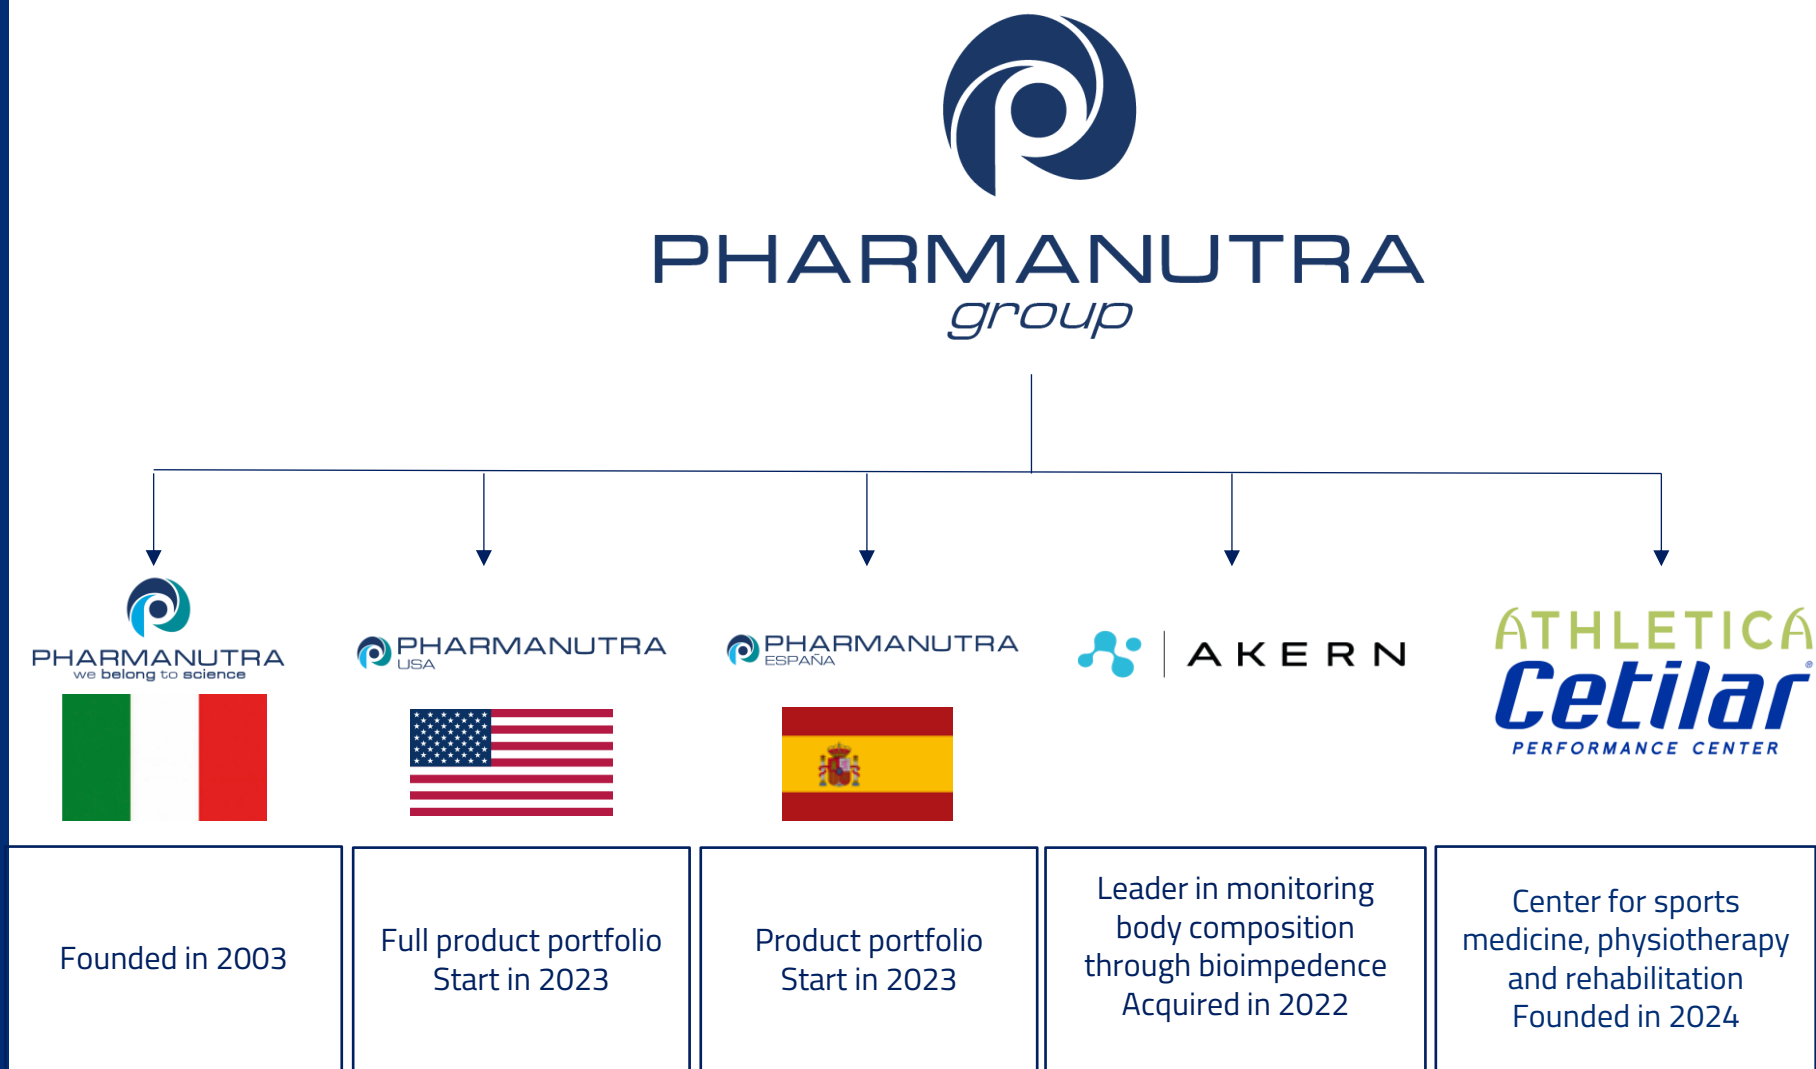 PHARMANUTRA
group
PHARMANUTRA
we belong to science
PHARMANUTRA
USA
PHARMANUTRA
ESPAÑA
AKERN
ATHLETICA
Cetilar®
PERFORMANCE CENTER
Founded in 2003
Full product portfolio
Start in 2023
Product portfolio
Start in 2023
Leader in monitoring
body composition
through bioimpedence
Acquired in 2022
Center for sports
medicine, physiotherapy
and rehabilitation
Founded in 2024